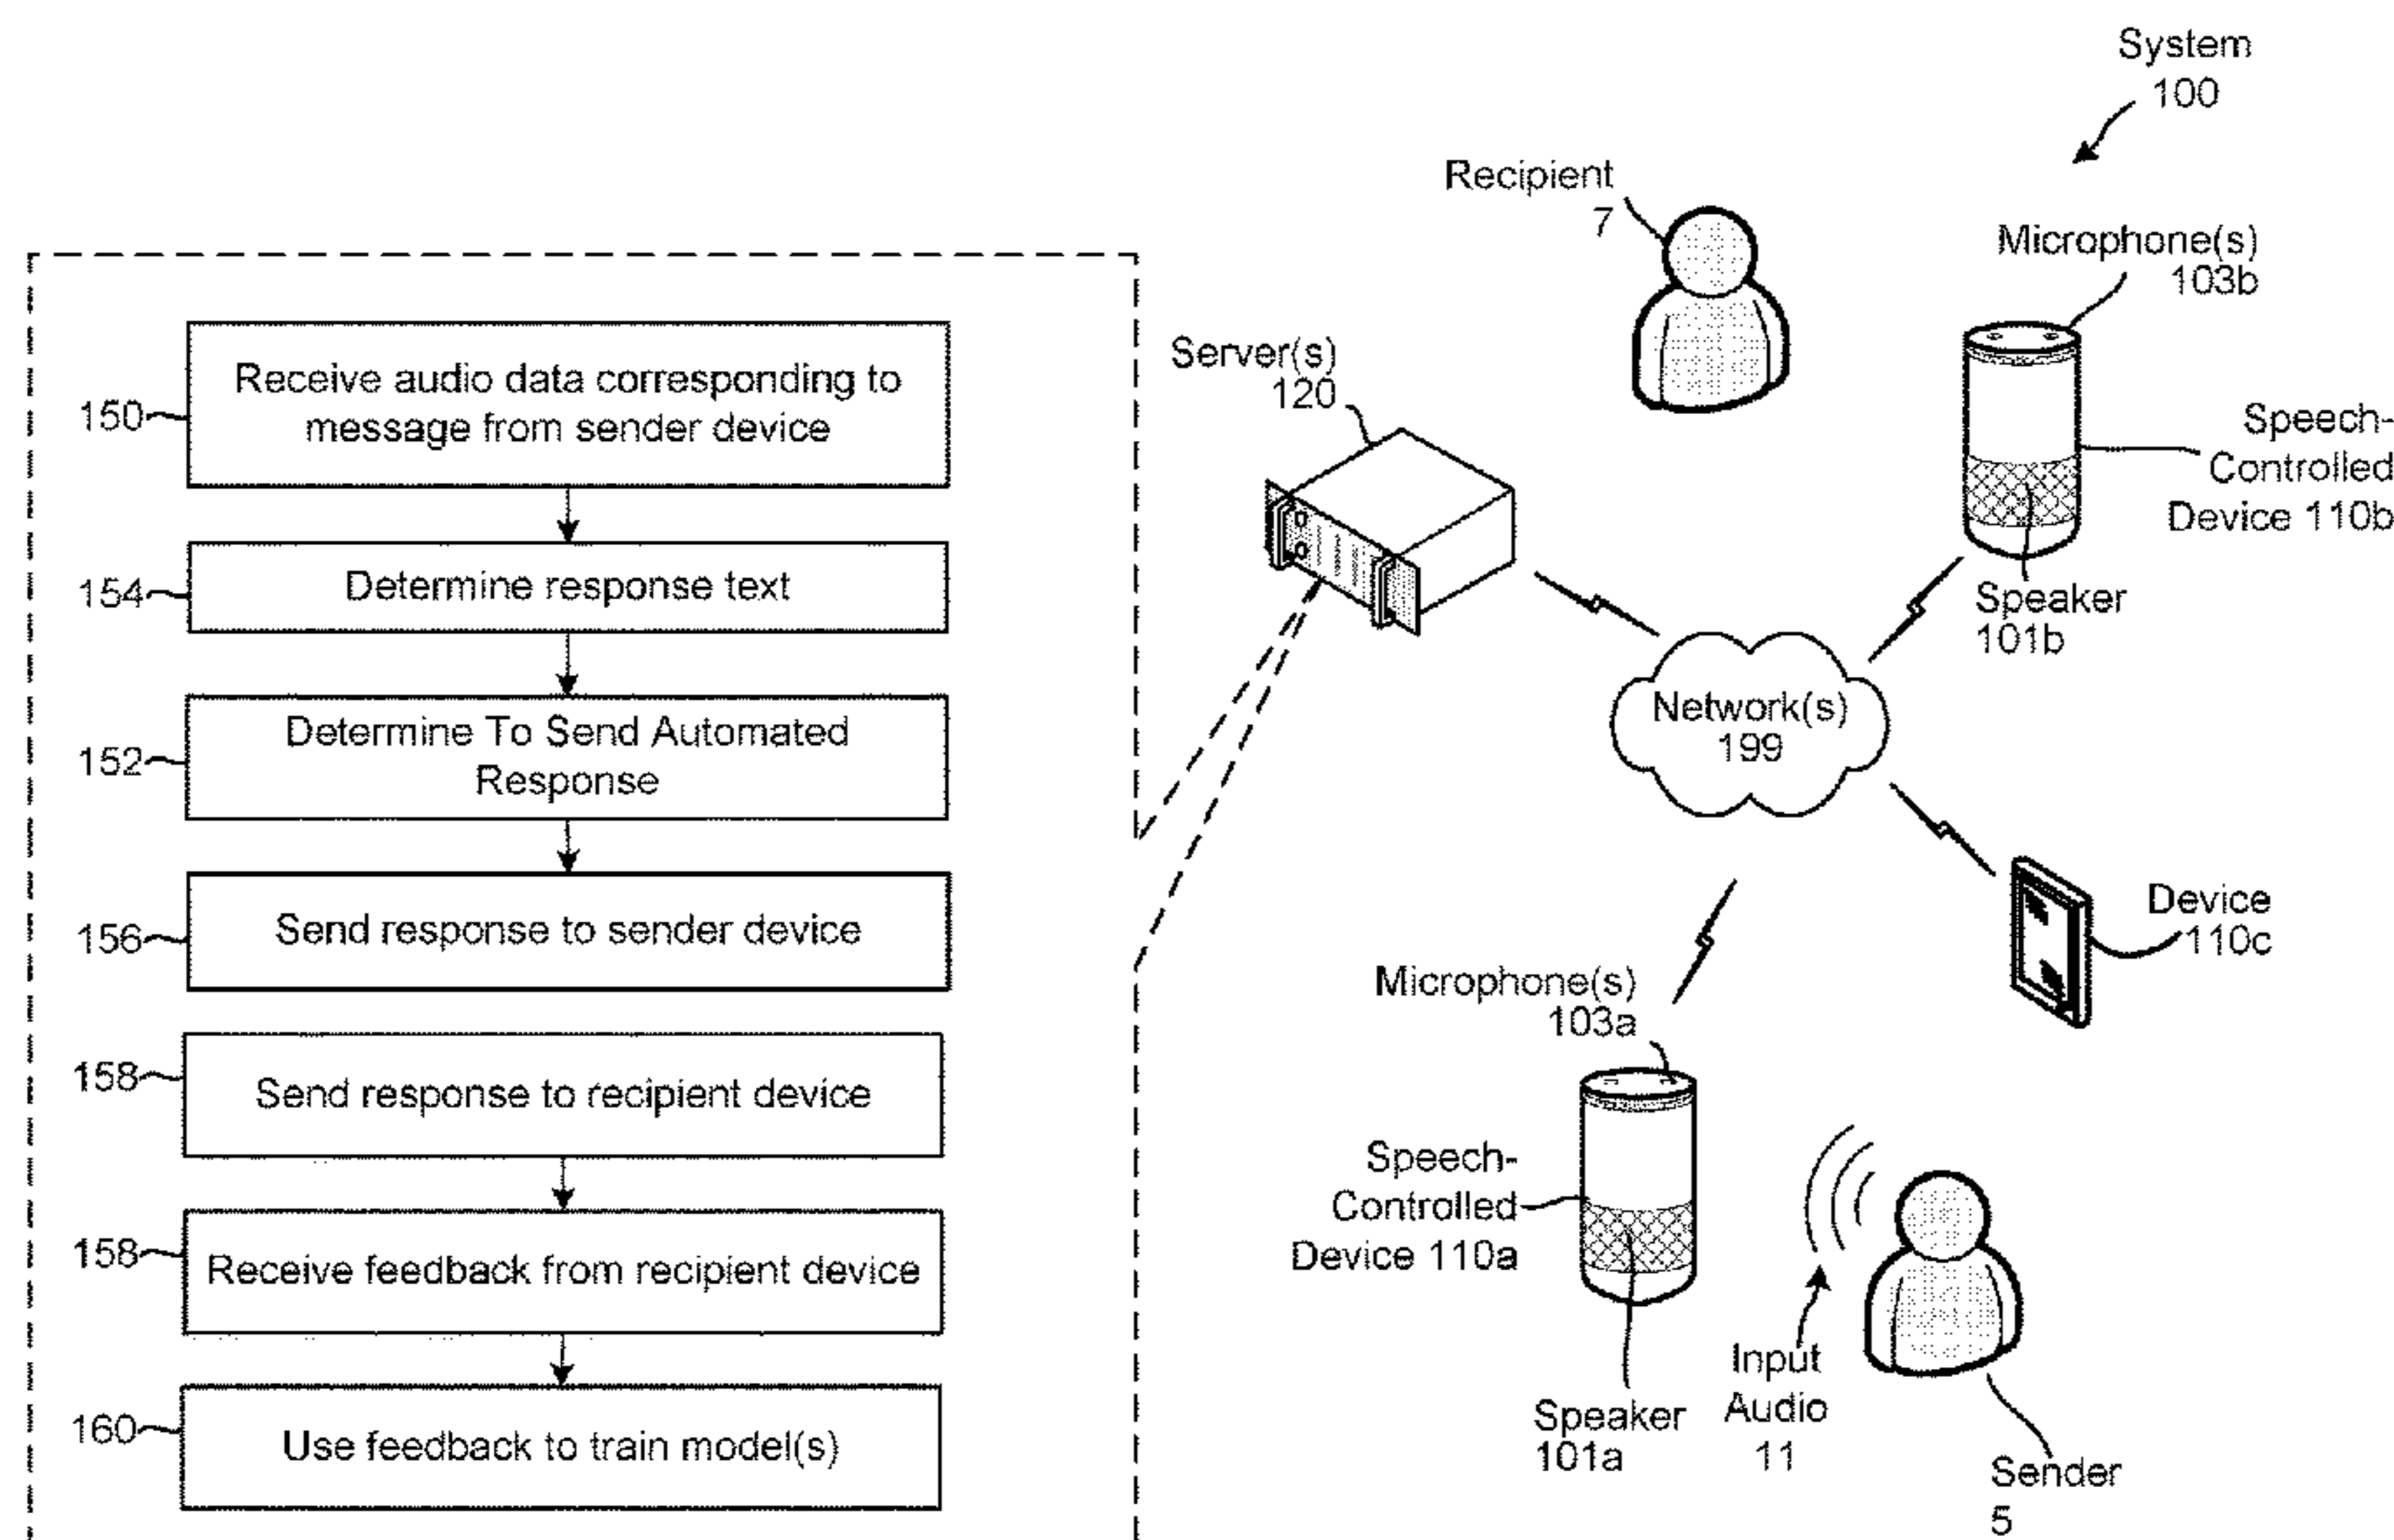 System
100
Recipient
7
Microphone(s)
103b
Server(s)
120
Speech-
Controlled
Device 110b
Speaker
101b
Network(s)
199
Device
110c
Microphone(s)
103a
Speech-
Controlled
Device 110a
Speaker
101a
Input
Audio
11
Sender
5
150
Receive audio data corresponding to
message from sender device
154
Determine response text
152
Determine To Send Automated
Response
156
Send response to sender device
158
Send response to recipient device
158
Receive feedback from recipient device
160
Use feedback to train model(s)